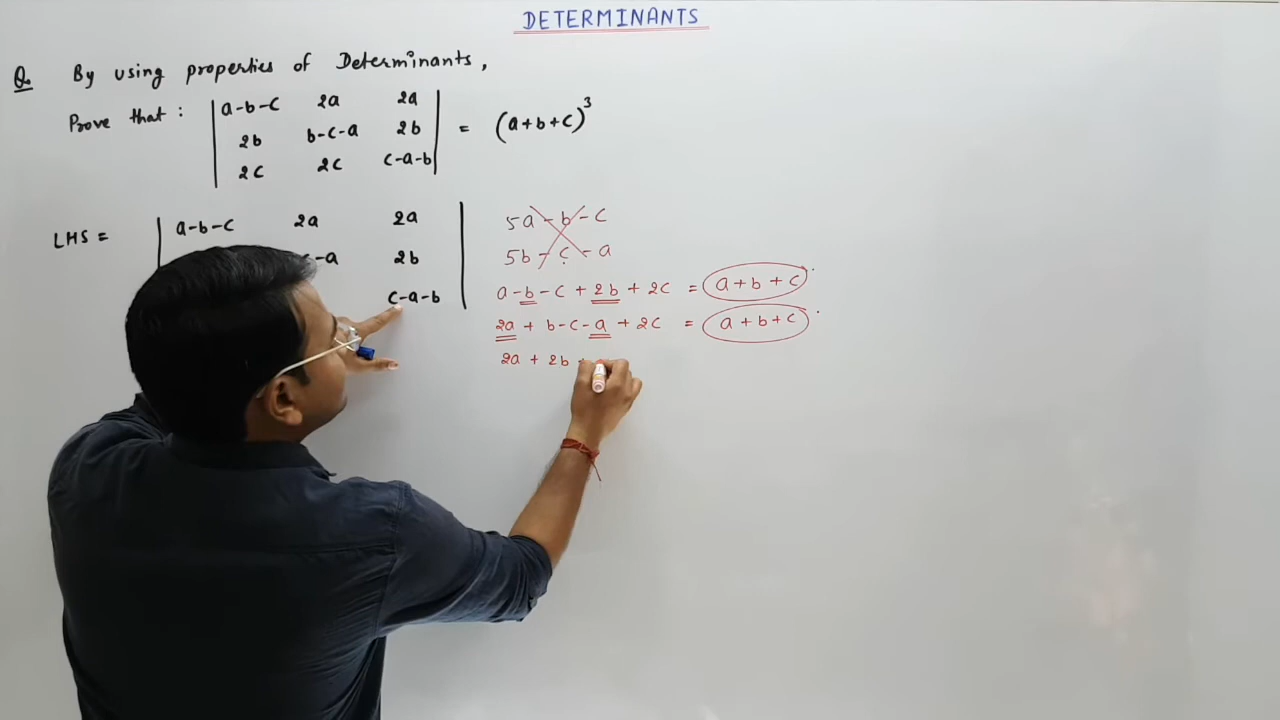 DETERMINANTS
Q. By using properties of Determinants,
Prove that : | a-b-c 2a 2a |
| 2b b-c-a 2b | = (a+b+c)³
| 2c 2c c-a-b |
LHS = | a-b-c 2a 2a |
c-a 2b |
c-a-b |
5a - b - c
5b - c - a
a - b - c + 2b + 2c = a+b+c
2a + b - c - a + 2c = a+b+c
2a + 2b +